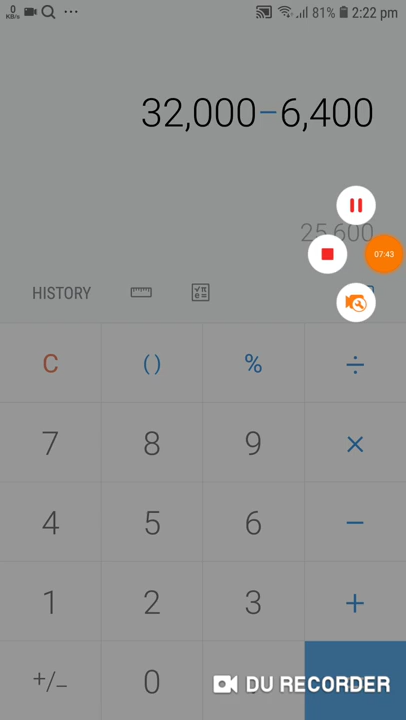 0
KB/s
81% 2:22 pm
32,000−6,400
25,600
07:43
HISTORY
√π
e=
C ( ) % ÷
7 8 9 ×
4 5 6 −
1 2 3 +
+/− 0 .
DU RECORDER